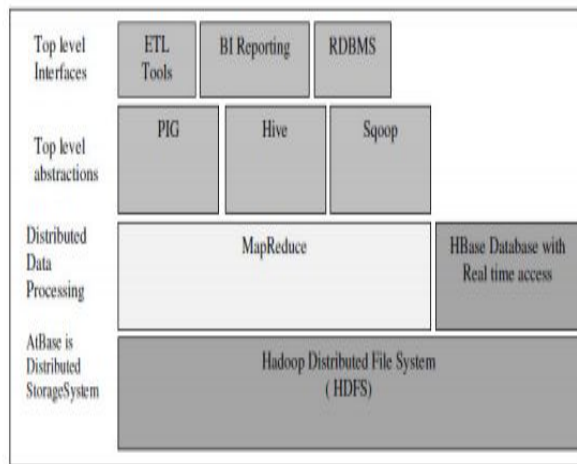 Top level
Interfaces
ETL
Tools
BI Reporting
RDBMS
Top level
abstractions
PIG
Hive
Sqoop
Distributed
Data
Processing
MapReduce
HBase Database with
Real time access
AtBase is
Distributed
StorageSystem
Hadoop Distributed File System
( HDFS)